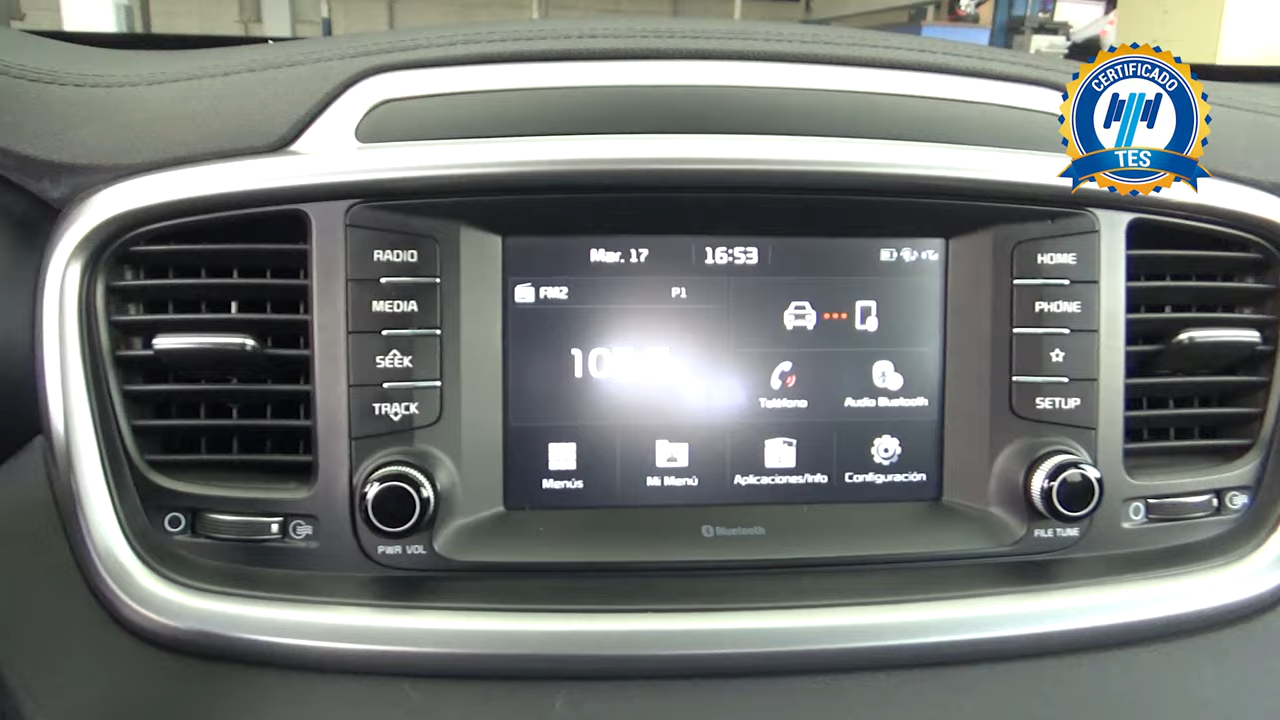 CERTIFICADO
TES
RADIO
MEDIA
SEEK
TRACK
PWR VOL
Mar. 17
16:53
FM2
P1
Teléfono
Audio Bluetooth
Menús
Mi Menú
Aplicaciones/Info
Configuración
Bluetooth
HOME
PHONE
SETUP
FILE TUNE